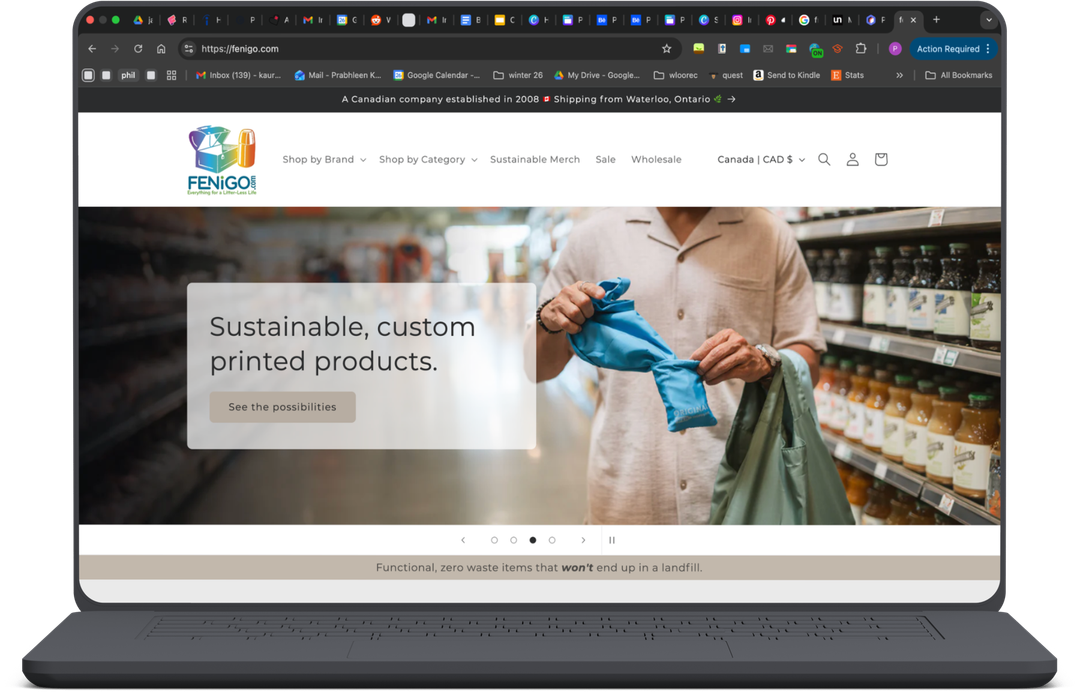 https://fenigo.com
Action Required
phil
Inbox (139) - kaur...
Mail - Prabhleen K...
Google Calendar -...
winter 26
My Drive - Google...
wloorec
quest
Send to Kindle
Stats
All Bookmarks
A Canadian company established in 2008 🇨🇦 Shipping from Waterloo, Ontario 🌿 →
FENiGO.com
Everything for a Litter-Less Life
Shop by Brand
Shop by Category
Sustainable Merch
Sale
Wholesale
Canada | CAD $
Sustainable, custom
printed products.
See the possibilities
Functional, zero waste items that won't end up in a landfill.